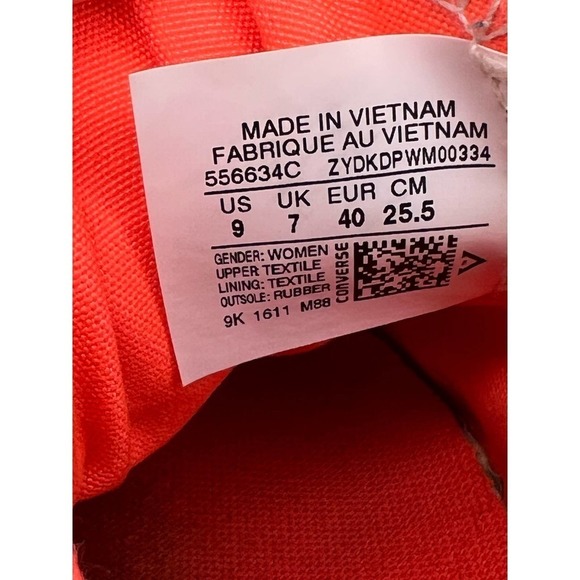 MADE IN VIETNAM
FABRIQUE AU VIETNAM
556634C ZYDKDPWM00334
US UK EUR CM
9 7 40 25.5
GENDER: WOMEN
UPPER: TEXTILE
LINING: TEXTILE
OUTSOLE: RUBBER
9K 1611 M88
CONVERSE